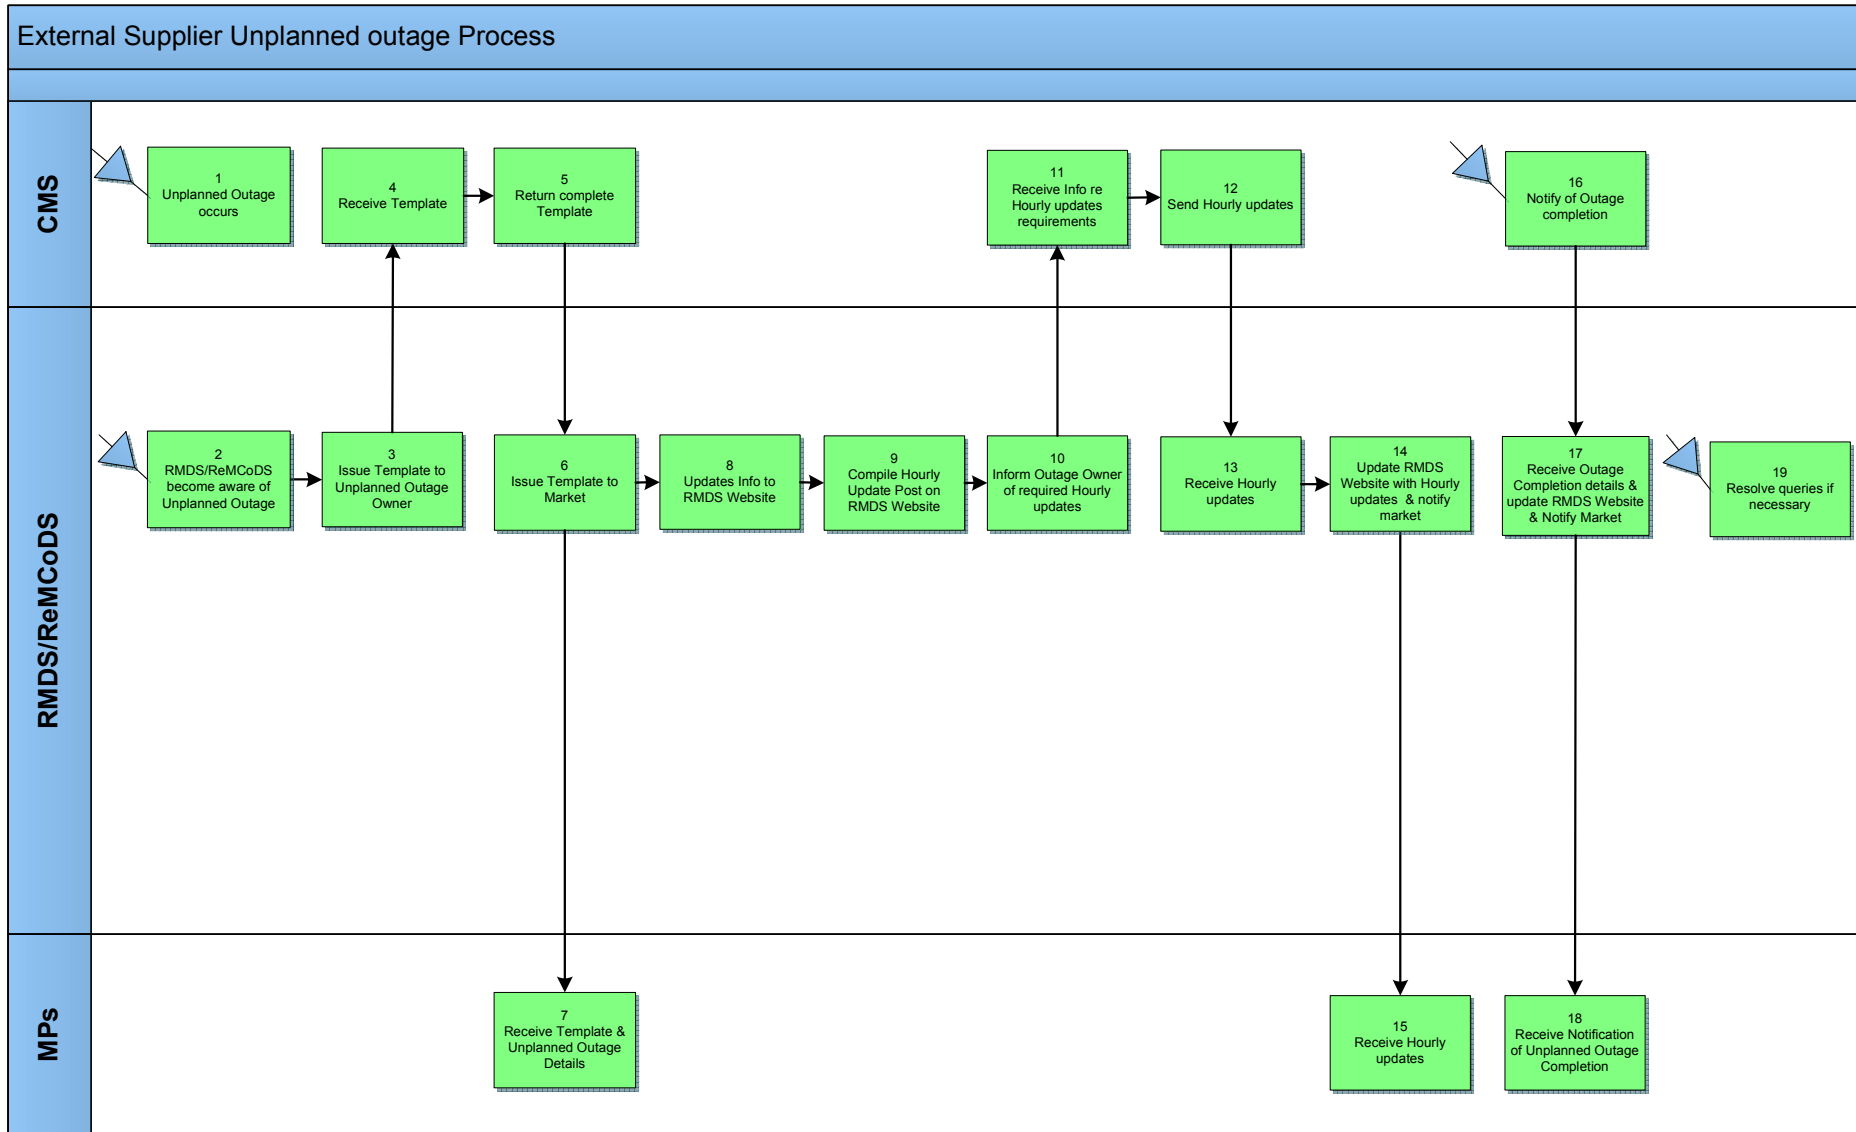 External Supplier Unplanned outage Process
CMS
1
Unplanned Outage
occurs
4
Receive Template
5
Return complete
Template
11
Receive Info re
Hourly updates
requirements
12
Send Hourly updates
16
Notify of Outage
completion
RMDS/ReMCoDS
2
RMDS/ReMCoDS
become aware of
Unplanned Outage
3
Issue Template to
Unplanned Outage
Owner
6
Issue Template to
Market
8
Updates Info to
RMDS Website
9
Compile Hourly
Update Post on
RMDS Website
10
Inform Outage Owner
of required Hourly
updates
13
Receive Hourly
updates
14
Update RMDS
Website with Hourly
updates & notify
market
17
Receive Outage
Completion details &
update RMDS Website
& Notify Market
19
Resolve queries if
necessary
MPs
7
Receive Template &
Unplanned Outage
Details
15
Receive Hourly
updates
18
Receive Notification
of Unplanned Outage
Completion